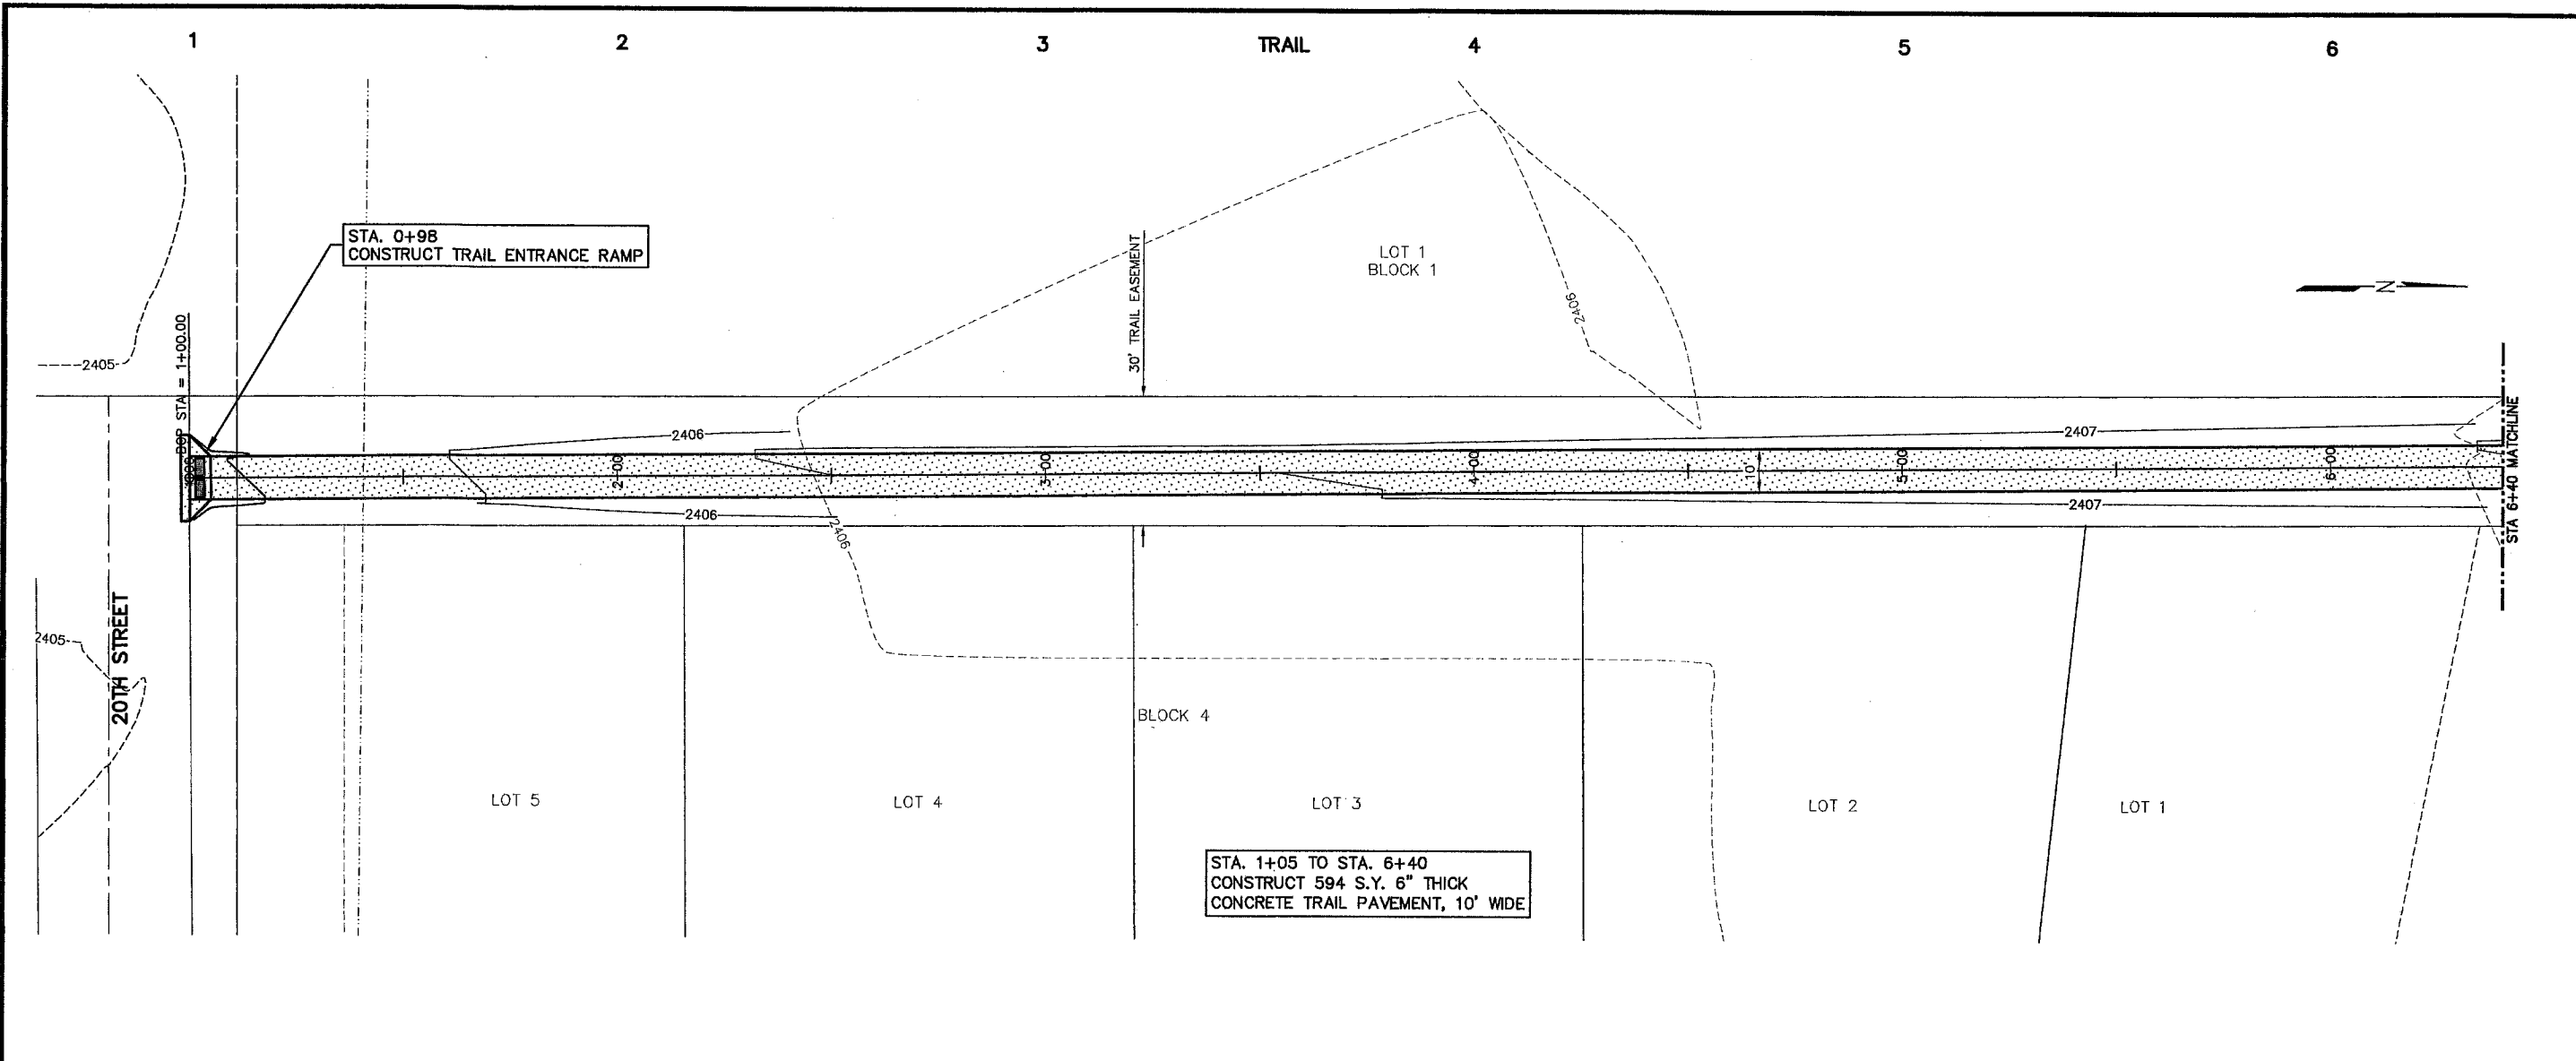 1 2 3 TRAIL 4 5 6
STA. 0+98
CONSTRUCT TRAIL ENTRANCE RAMP
LOT 1
BLOCK 1
30' TRAIL EASEMENT
2406
N
BOP STA = 1+00.00
2405
2406
2407
2+00
3+00
4+00
10'
5+00
6+00
STA 6+40 MATCHLINE
2406
2406
2407
20TH STREET
2405
BLOCK 4
LOT 5
LOT 4
LOT 3
LOT 2
LOT 1
STA. 1+05 TO STA. 6+40
CONSTRUCT 594 S.Y. 6" THICK
CONCRETE TRAIL PAVEMENT, 10' WIDE